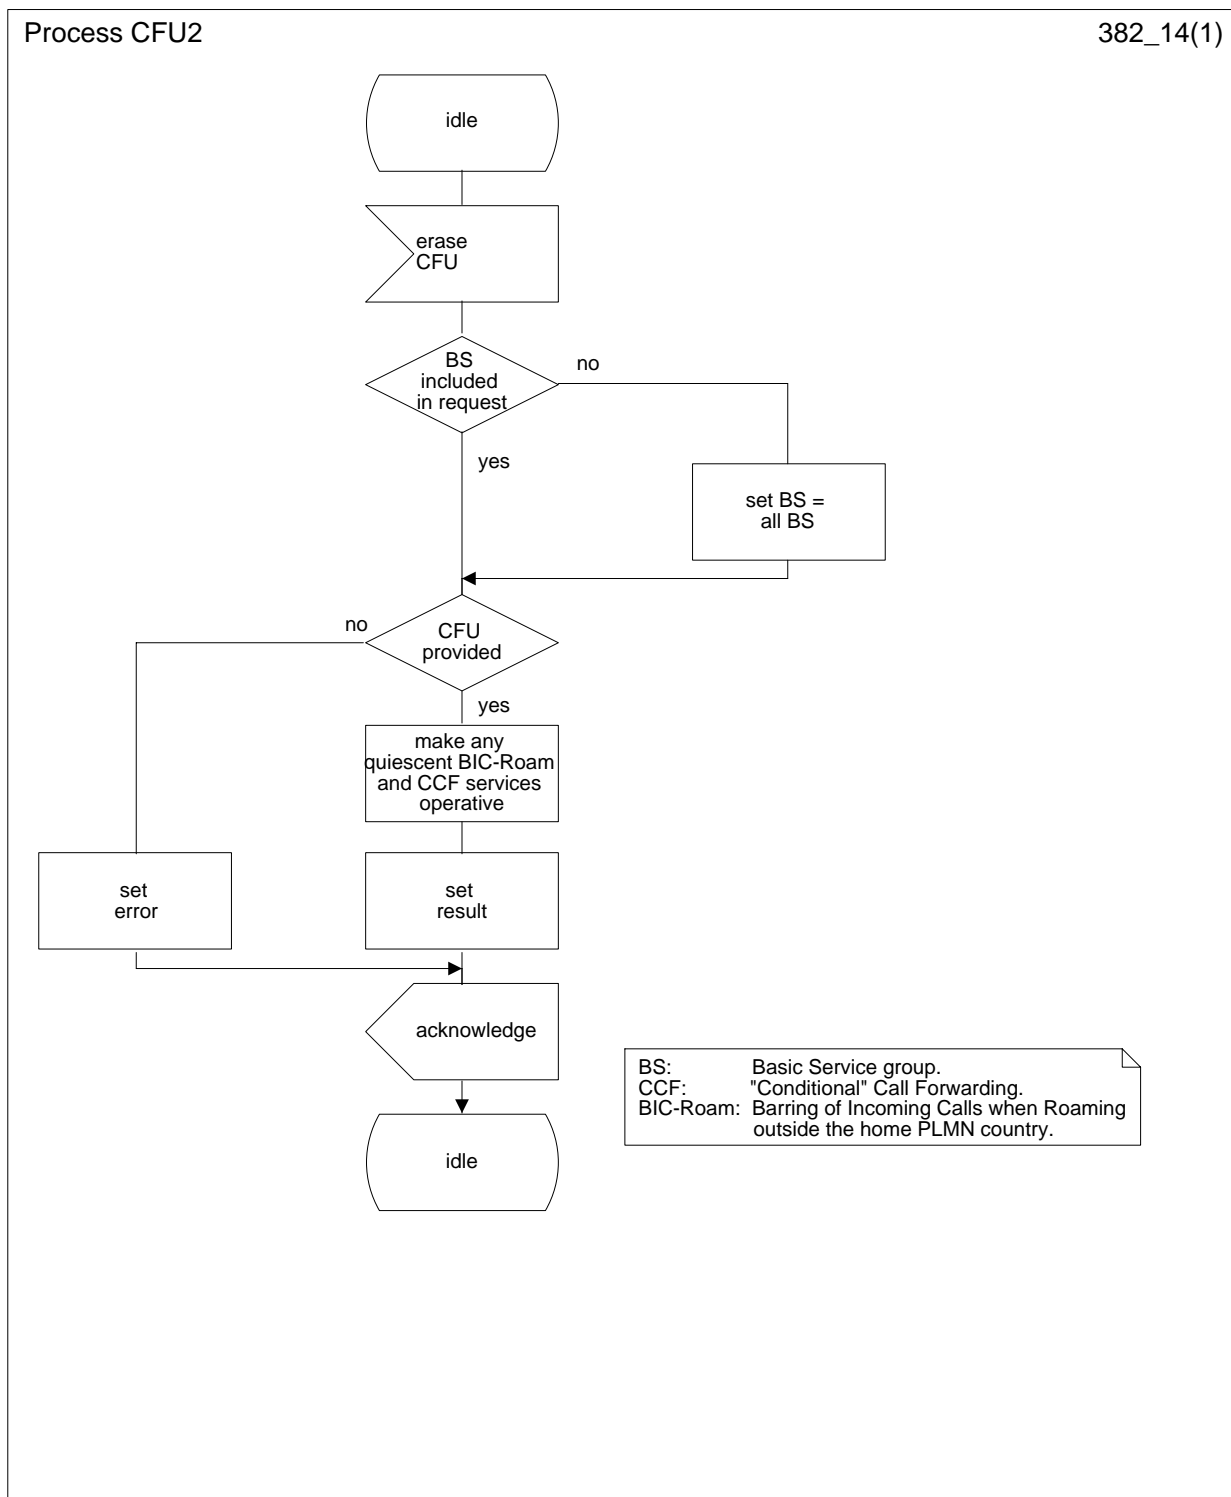 Process CFU2
382_14(1)
idle
erase
CFU
BS
included
in request
no
yes
set BS =
all BS
no
CFU
provided
yes
make any
quiescent BIC-Roam
and CCF services
operative
set
error
set
result
acknowledge
BS: Basic Service group.
CCF: "Conditional" Call Forwarding.
BIC-Roam: Barring of Incoming Calls when Roaming
outside the home PLMN country.
idle